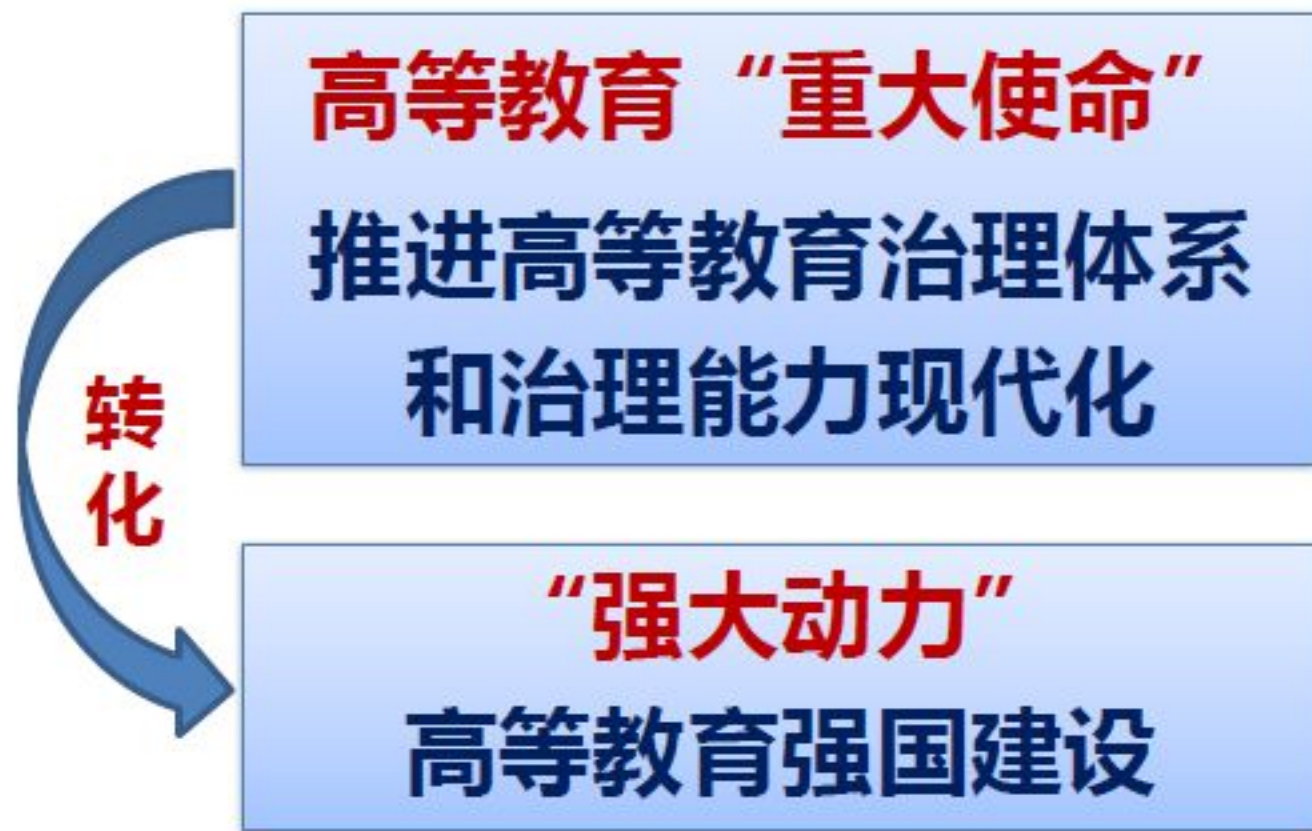 高等教育“重大使命”
推进高等教育治理体系
和治理能力现代化
转
化
“强大动力”
高等教育强国建设